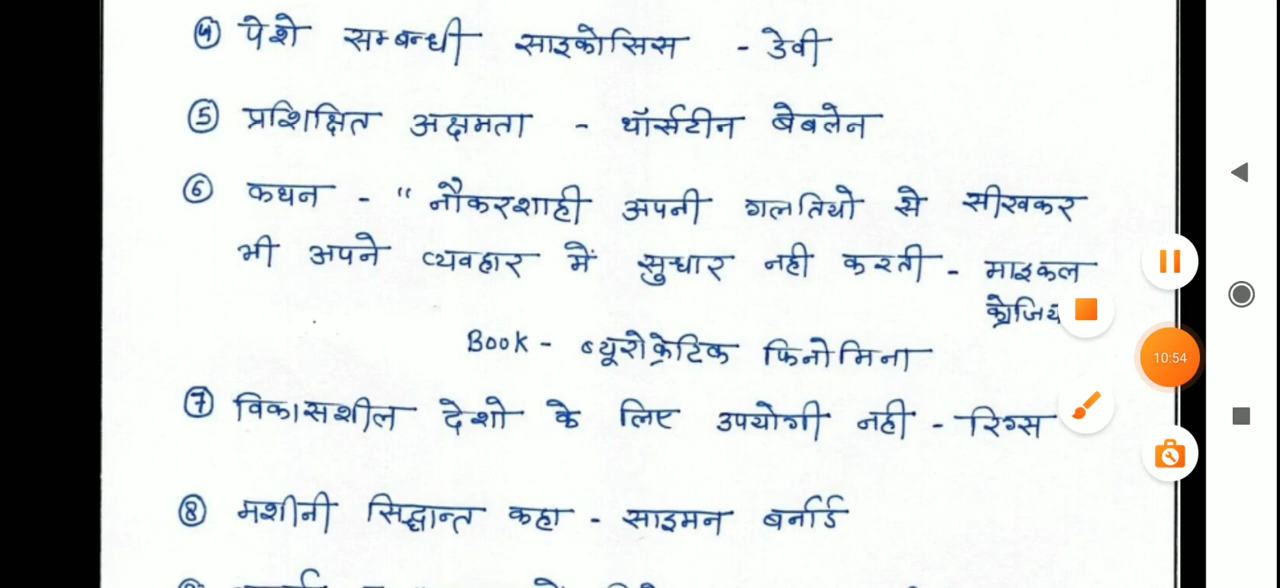 ④ पेशे सम्बन्धी साइकोसिस - डेवी
⑤ प्रशिक्षित अक्षमता - थॉर्सटीन बेबलेन
⑥ कथन - " नौकरशाही अपनी गलतियो से सीखकर
भी अपने व्यवहार में सुधार नही करती - माइकल
Book - ब्यूरोक्रेटिक फिनोमिना
⑦ विकासशील देशो के लिए उपयोगी नही - रिग्स
⑧ मशीनी सिद्धान्त कहा - साइमन बर्नार्ड
10:54